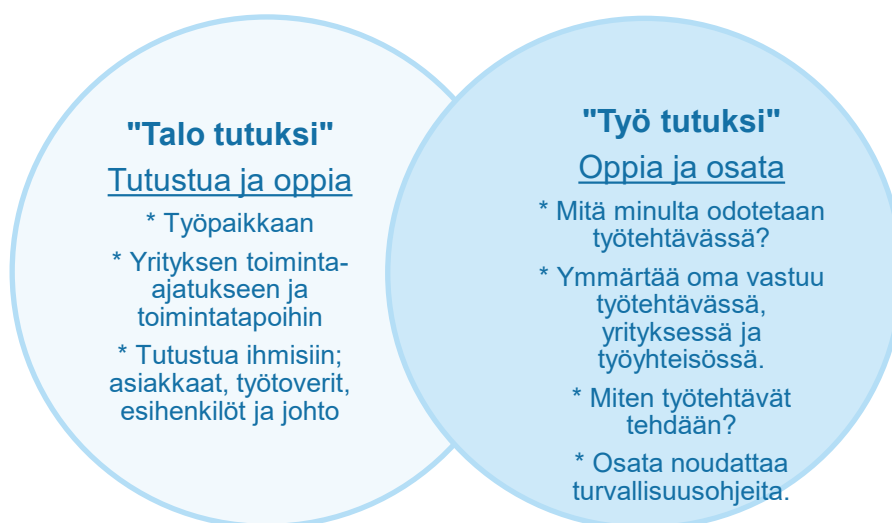 "Talo tutuksi"
Tutustua ja oppia
* Työpaikkaan
* Yrityksen toiminta-
ajatukseen ja
toimintatapoihin
* Tutustua ihmisiin;
asiakkaat, työtoverit,
esihenkilöt ja johto
"Työ tutuksi"
Oppia ja osata
* Mitä minulta odotetaan
työtehtävässä?
* Ymmärtää oma vastuu
työtehtävässä,
yrityksessä ja
työyhteisössä.
* Miten työtehtävät
tehdään?
* Osata noudattaa
turvallisuusohjeita.